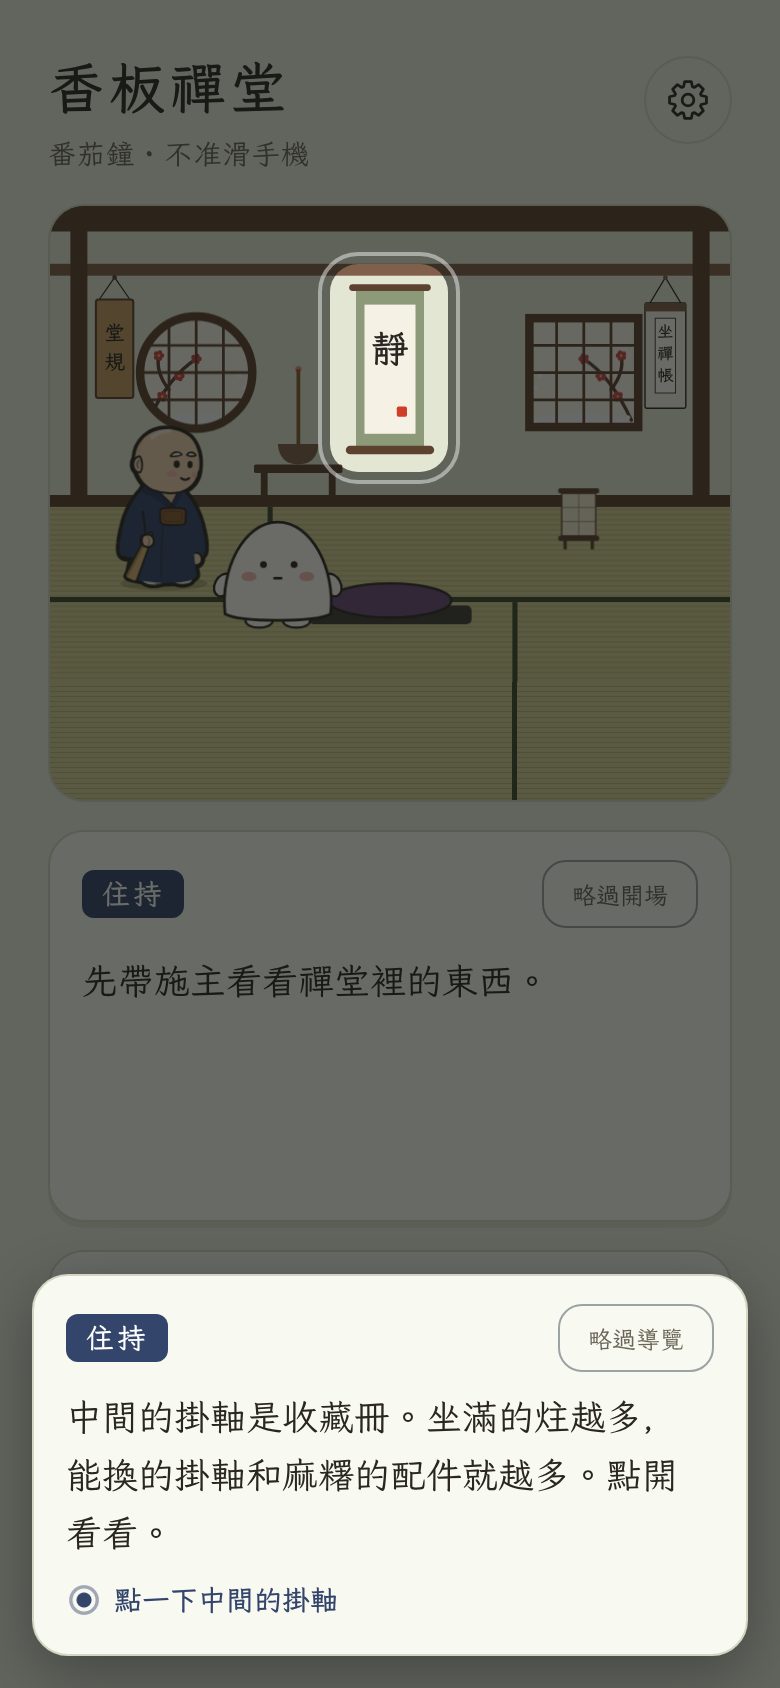 香板禪堂
番茄鐘・不准滑手機
堂規
靜
坐禪帳
住持
略過開場
先帶施主看看禪堂裡的東西。
住持
略過導覽
中間的掛軸是收藏冊。坐滿的炷越多,
能換的掛軸和麻糬的配件就越多。點開
看看。
點一下中間的掛軸